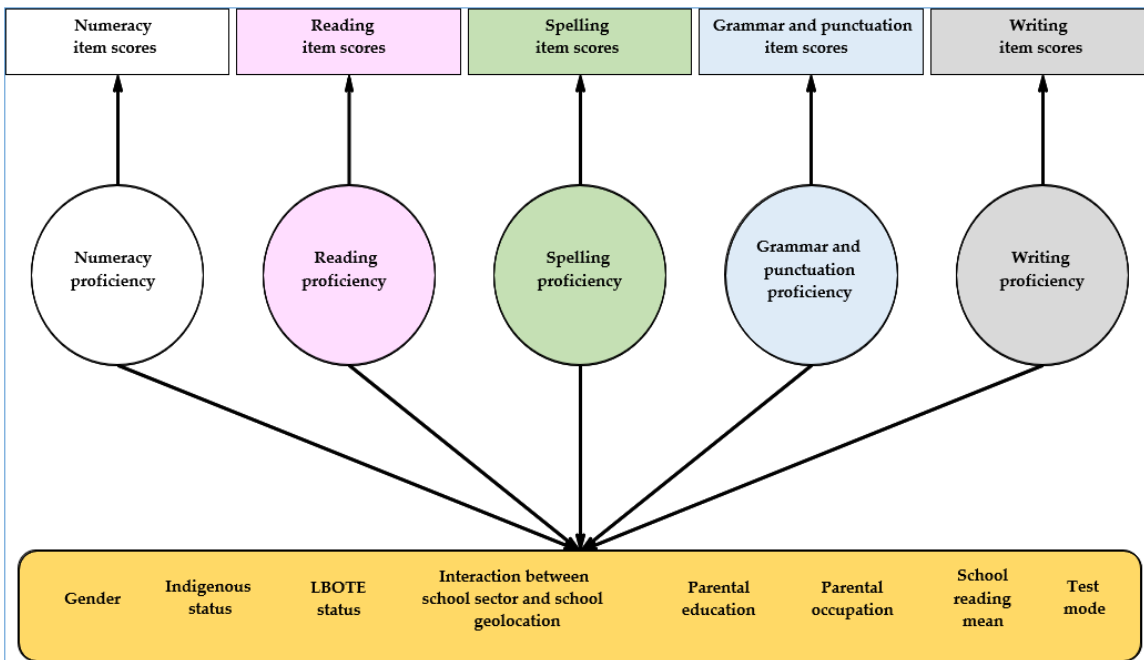 Numeracy
item scores
Reading
item scores
Spelling
item scores
Grammar and punctuation
item scores
Writing
item scores
Numeracy
proficiency
Reading
proficiency
Spelling
proficiency
Grammar and
punctuation
proficiency
Writing
proficiency
Gender
Indigenous
status
LBOTE
status
Interaction between
school sector and school
geolocation
Parental
education
Parental
occupation
School
reading
mean
Test
mode